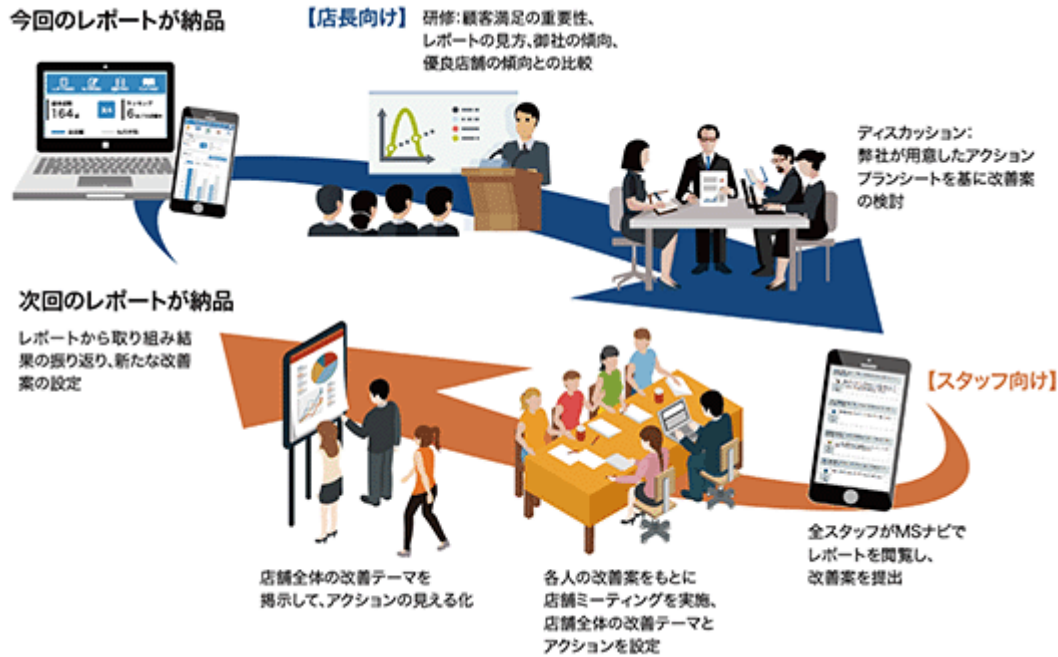 今回のレポートが納品
【店長向け】
研修:顧客満足の重要性、
レポートの見方、御社の傾向、
優良店舗の傾向との比較
164
6
ディスカッション:
弊社が用意したアクション
プランシートを基に改善案
の検討
【スタッフ向け】
全スタッフがMSナビで
レポートを閲覧し、
改善案を提出
各人の改善案をもとに
店舗ミーティングを実施、
店舗全体の改善テーマと
アクションを設定
店舗全体の改善テーマを
掲示して、アクションの見える化
次回のレポートが納品
レポートから取り組み結
果の振り返り、新たな改善
案の設定